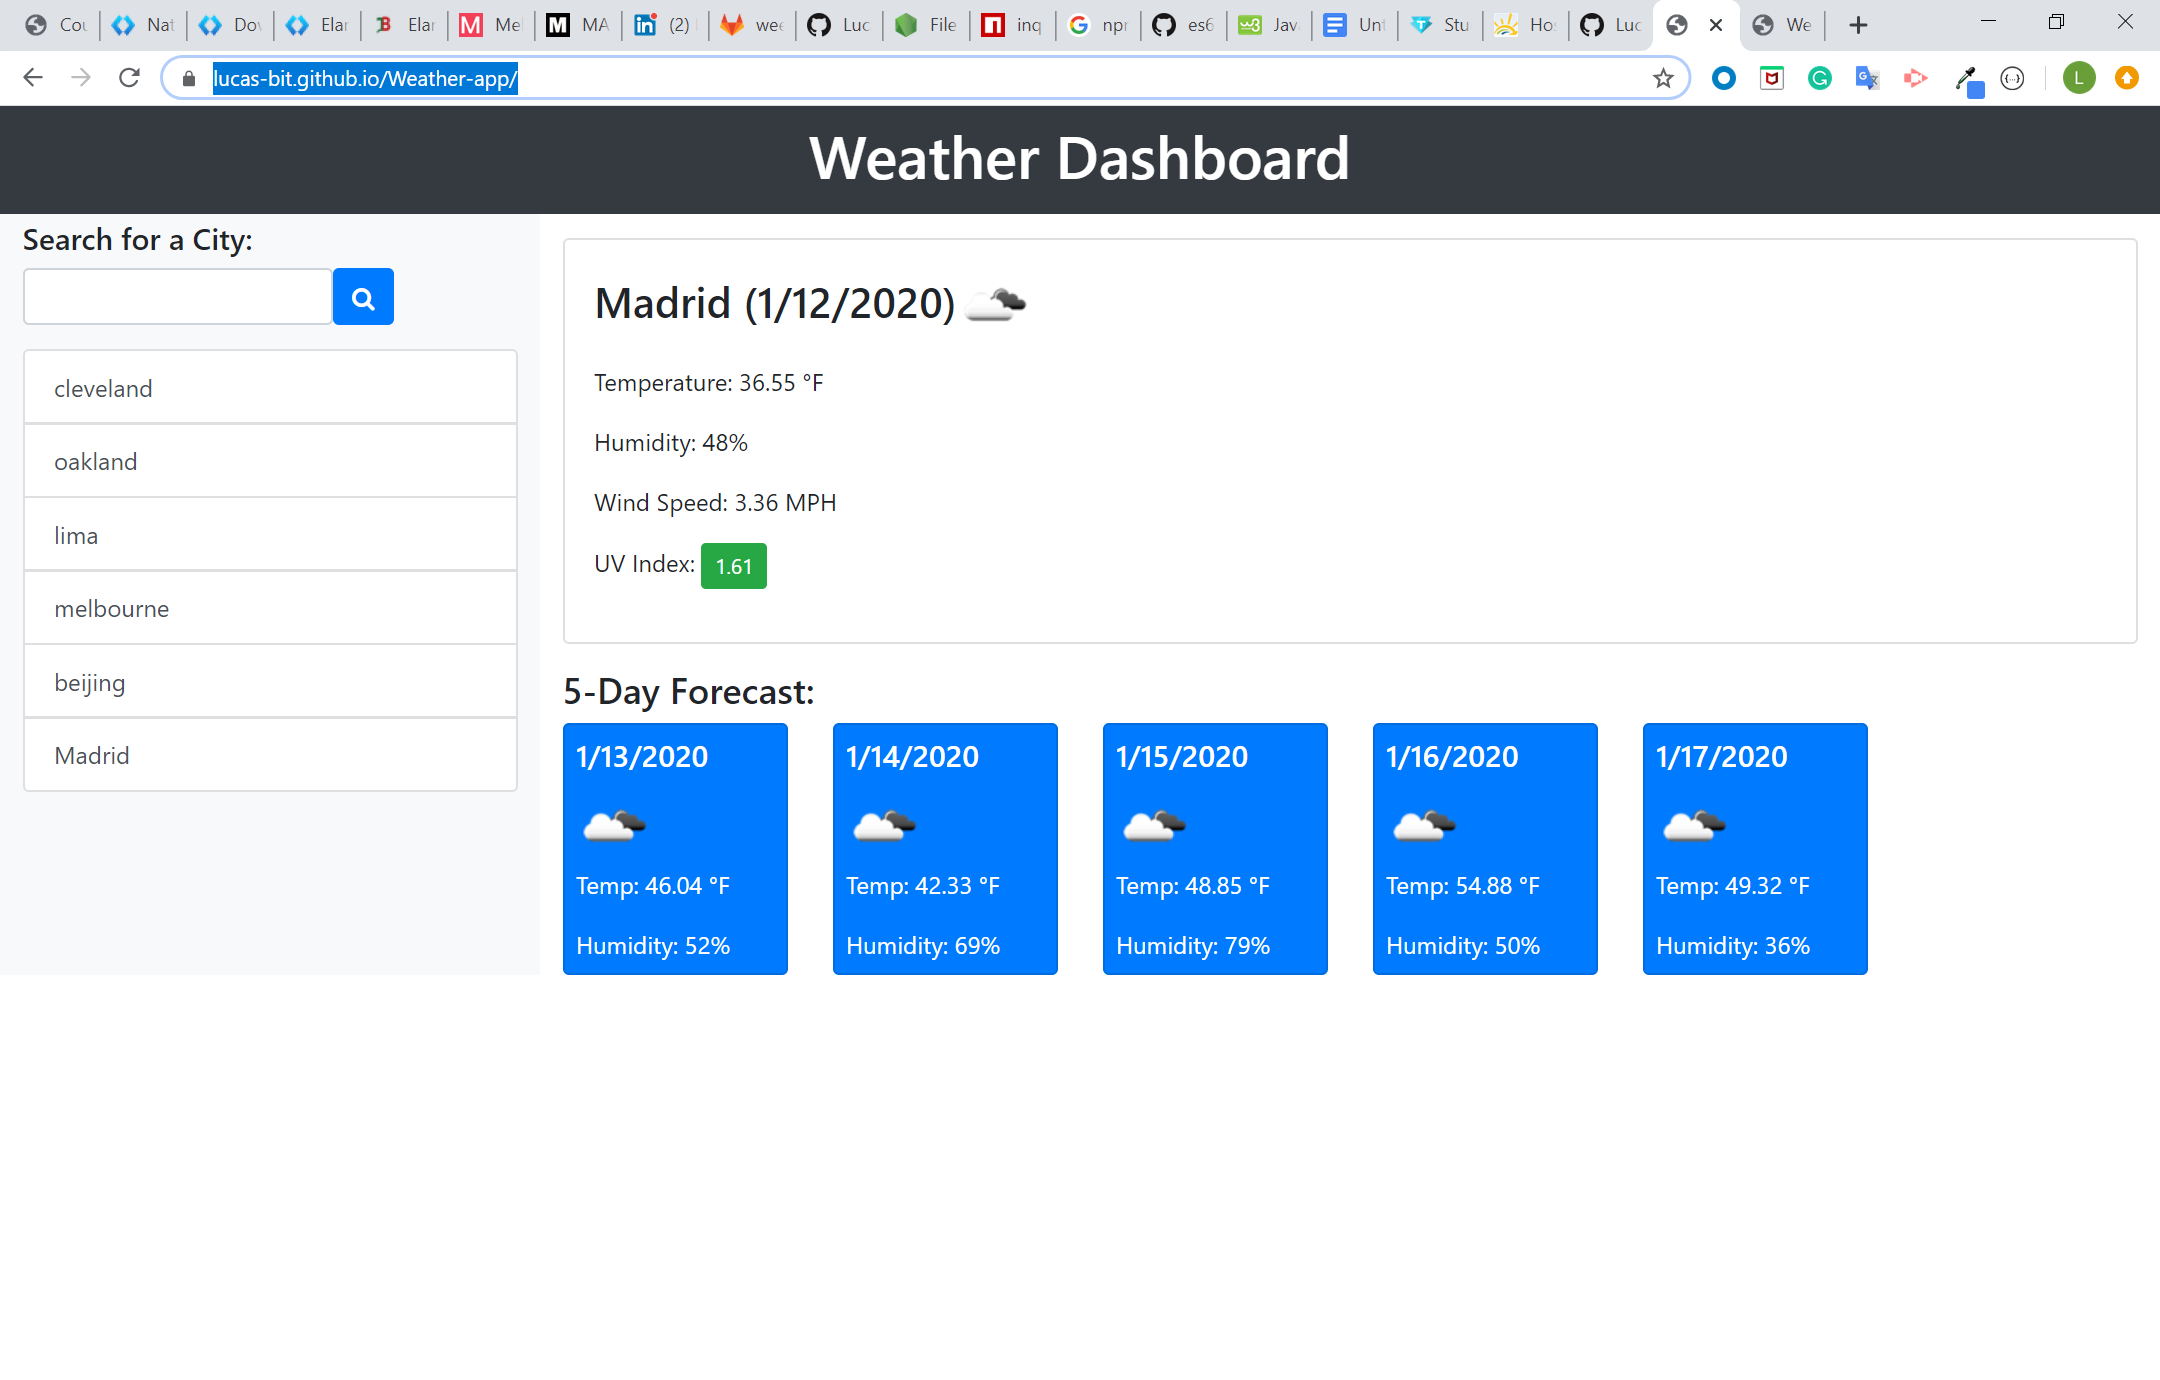 Cou Nat Dov Elar Elar Mel MA (2) wee Luc File inq npr es6 Jav Unt Stu Hos Luc We
lucas-bit.github.io/Weather-app/
L
Weather Dashboard
Search for a City:
cleveland
oakland
lima
melbourne
beijing
Madrid
Madrid (1/12/2020)
Temperature: 36.55 °F
Humidity: 48%
Wind Speed: 3.36 MPH
UV Index: 1.61
5-Day Forecast:
1/13/2020
Temp: 46.04 °F
Humidity: 52%
1/14/2020
Temp: 42.33 °F
Humidity: 69%
1/15/2020
Temp: 48.85 °F
Humidity: 79%
1/16/2020
Temp: 54.88 °F
Humidity: 50%
1/17/2020
Temp: 49.32 °F
Humidity: 36%